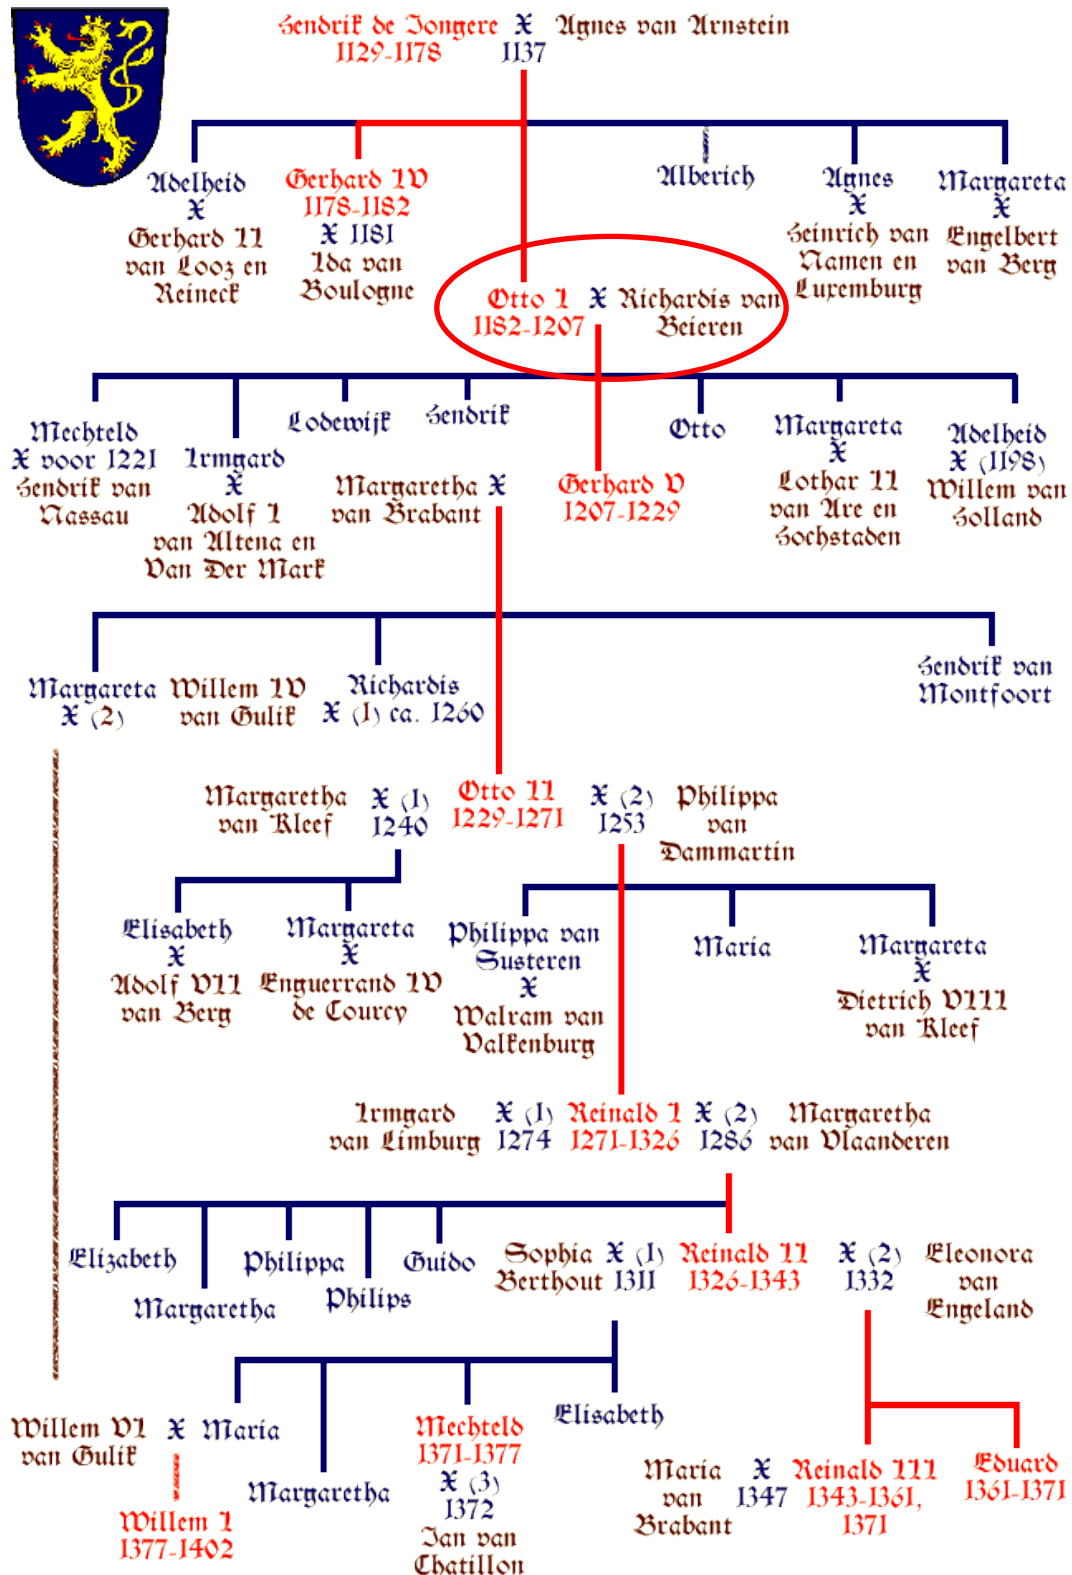 Hendrik de Jongere X Agnes van Arnstein
1129-1178 1137
Adelheid
X
Gerhard II
van Looz en
Reineck
Gerhard IV
1178-1182
X 1181
Ida van
Boulogne
Alberich
Agnes
X
Heinrich van
Namen en
Luxemburg
Margareta
X
Engelbert
van Berg
Otto I X Richardis van
1182-1207 Beieren
Mechteld
X voor 1221
Hendrik van
Nassau
Irmgard
X
Adolf I
van Altena en
Van Der Mark
Lodewijk
Hendrik
Margaretha X
van Brabant
Gerhard V
1207-1229
Otto
Margareta
X
Lothar II
van Are en
Hochstaden
Adelheid
X (1198)
Willem van
Holland
Margareta
X (2)
Willem IV
van Gulik
Richardis
X (1) ca. 1260
Hendrik van
Montfoort
Margaretha
van Kleef
X (1)
1240
Otto II
1229-1271
X (2)
1253
Philippa
van
Dammartin
Elisabeth
X
Adolf VII
van Berg
Margareta
X
Enguerrand IV
de Courcy
Philippa van
Susteren
X
Walram van
Valkenburg
Maria
Margareta
X
Dietrich VIII
van Kleef
Irmgard
van Limburg
X (1)
1274
Reinald I
1271-1326
X (2)
1286
Margaretha
van Vlaanderen
Elizabeth
Margaretha
Philippa
Philips
Guido
Sophia
Berthout
X (1)
1311
Reinald II
1326-1343
X (2)
1332
Eleonora
van
Engeland
Willem VI
van Gulik
X
Maria
Willem I
1377-1402
Margaretha
Mechteld
1371-1377
X (3)
1372
Jan van
Chatillon
Elisabeth
Maria
van
Brabant
X
1347
Reinald III
1343-1361,
1371
Eduard
1361-1371